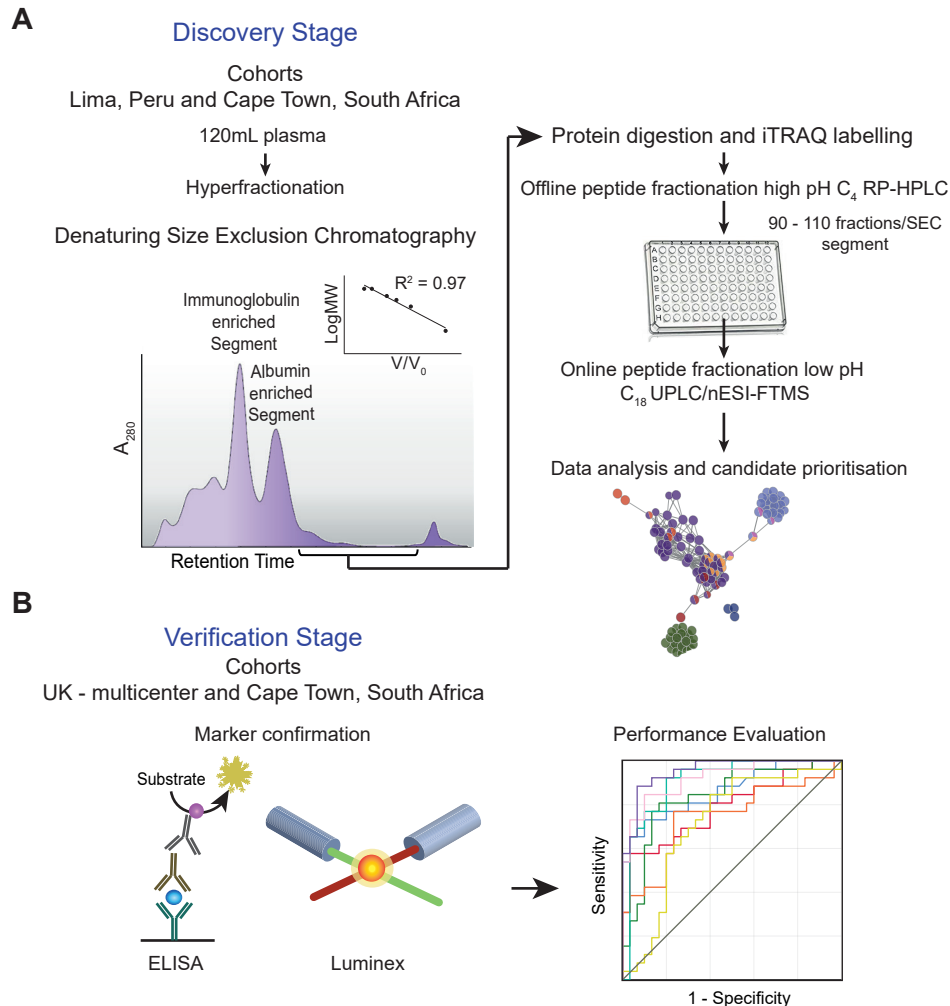 A
Discovery Stage
Cohorts
Lima, Peru and Cape Town, South Africa
120mL plasma
Hyperfractionation
Denaturing Size Exclusion Chromatography
Immunoglobulin
enriched
Segment
Albumin
enriched
Segment
R² = 0.97
LogMW
V/V₀
A₂₈₀
Retention Time
Protein digestion and iTRAQ labelling
Offline peptide fractionation high pH C₄ RP-HPLC
90 - 110 fractions/SEC
segment
A
B
C
D
E
F
G
H
Online peptide fractionation low pH
C₁₈ UPLC/nESI-FTMS
Data analysis and candidate prioritisation
B
Verification Stage
Cohorts
UK - multicenter and Cape Town, South Africa
Marker confirmation
Substrate
ELISA
Luminex
Performance Evaluation
Sensitivity
1 - Specificity